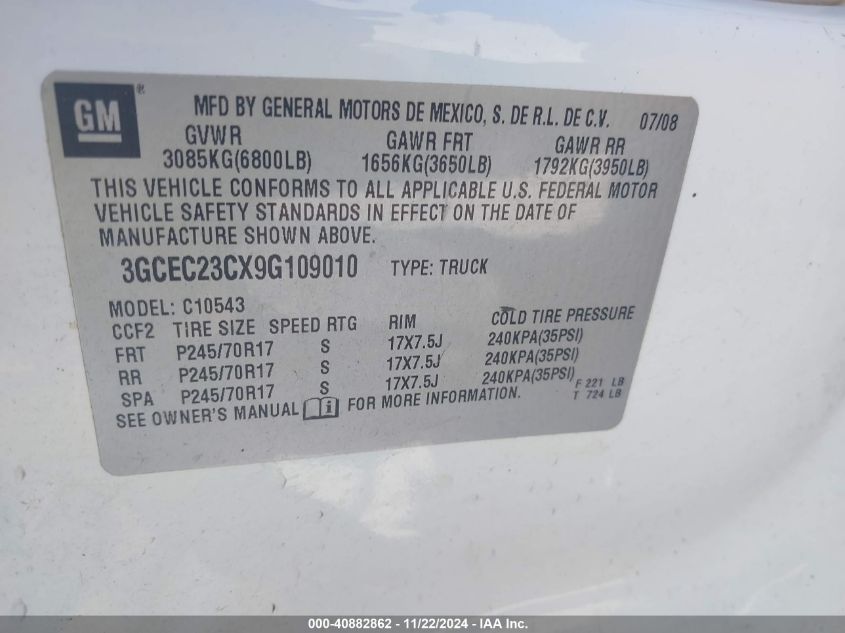 GM ®
MFD BY GENERAL MOTORS DE MEXICO, S. DE R.L. DE C.V. 07/08
GVWR GAWR FRT GAWR RR
3085KG(6800LB) 1656KG(3650LB) 1792KG(3950LB)
THIS VEHICLE CONFORMS TO ALL APPLICABLE U.S. FEDERAL MOTOR
VEHICLE SAFETY STANDARDS IN EFFECT ON THE DATE OF
MANUFACTURE SHOWN ABOVE.
3GCEC23CX9G109010 TYPE: TRUCK
MODEL: C10543
CCF2 TIRE SIZE SPEED RTG RIM COLD TIRE PRESSURE
FRT P245/70R17 S 17X7.5J 240KPA(35PSI)
RR P245/70R17 S 17X7.5J 240KPA(35PSI)
SPA P245/70R17 S 17X7.5J 240KPA(35PSI) F 221 LB
SEE OWNER'S MANUAL i FOR MORE INFORMATION. T 724 LB
000-40882862 - 11/22/2024 - IAA Inc.